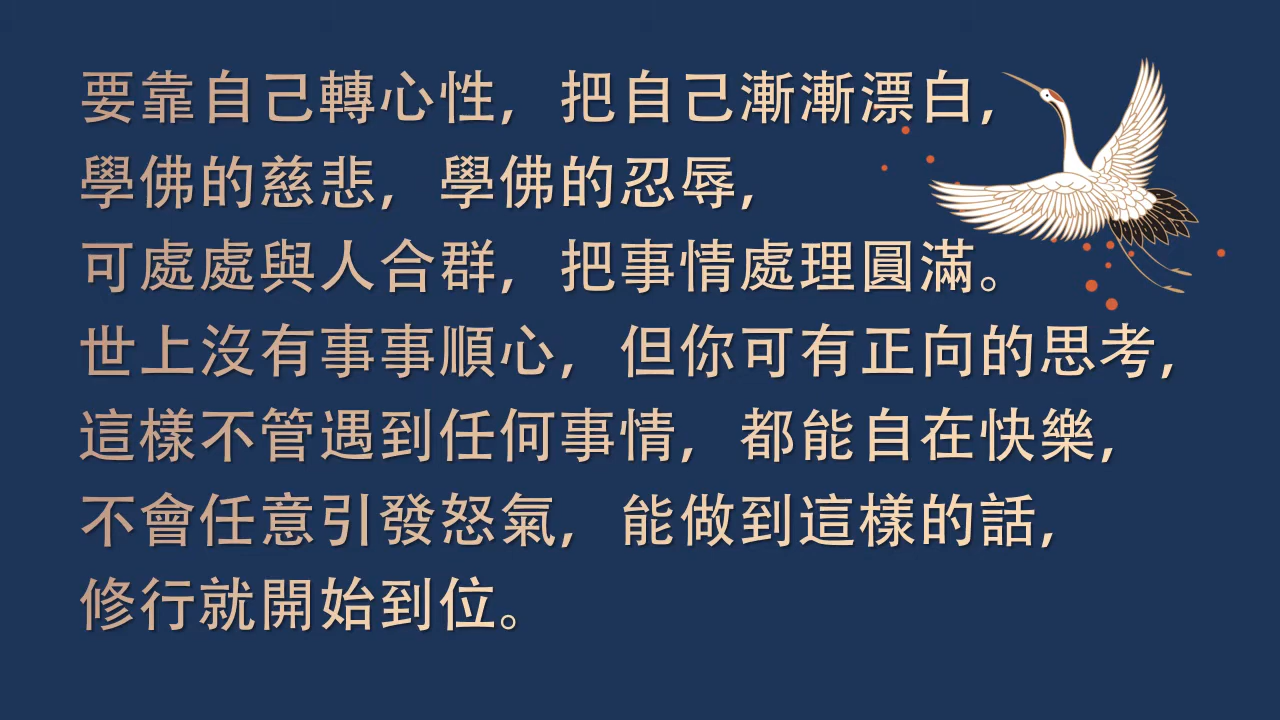 要靠自己轉心性，把自己漸漸漂白，
學佛的慈悲，學佛的忍辱，
可處處與人合群，把事情處理圓滿。
世上沒有事事順心，但你可有正向的思考，
這樣不管遇到任何事情，都能自在快樂，
不會任意引發怒氣，能做到這樣的話，
修行就開始到位。